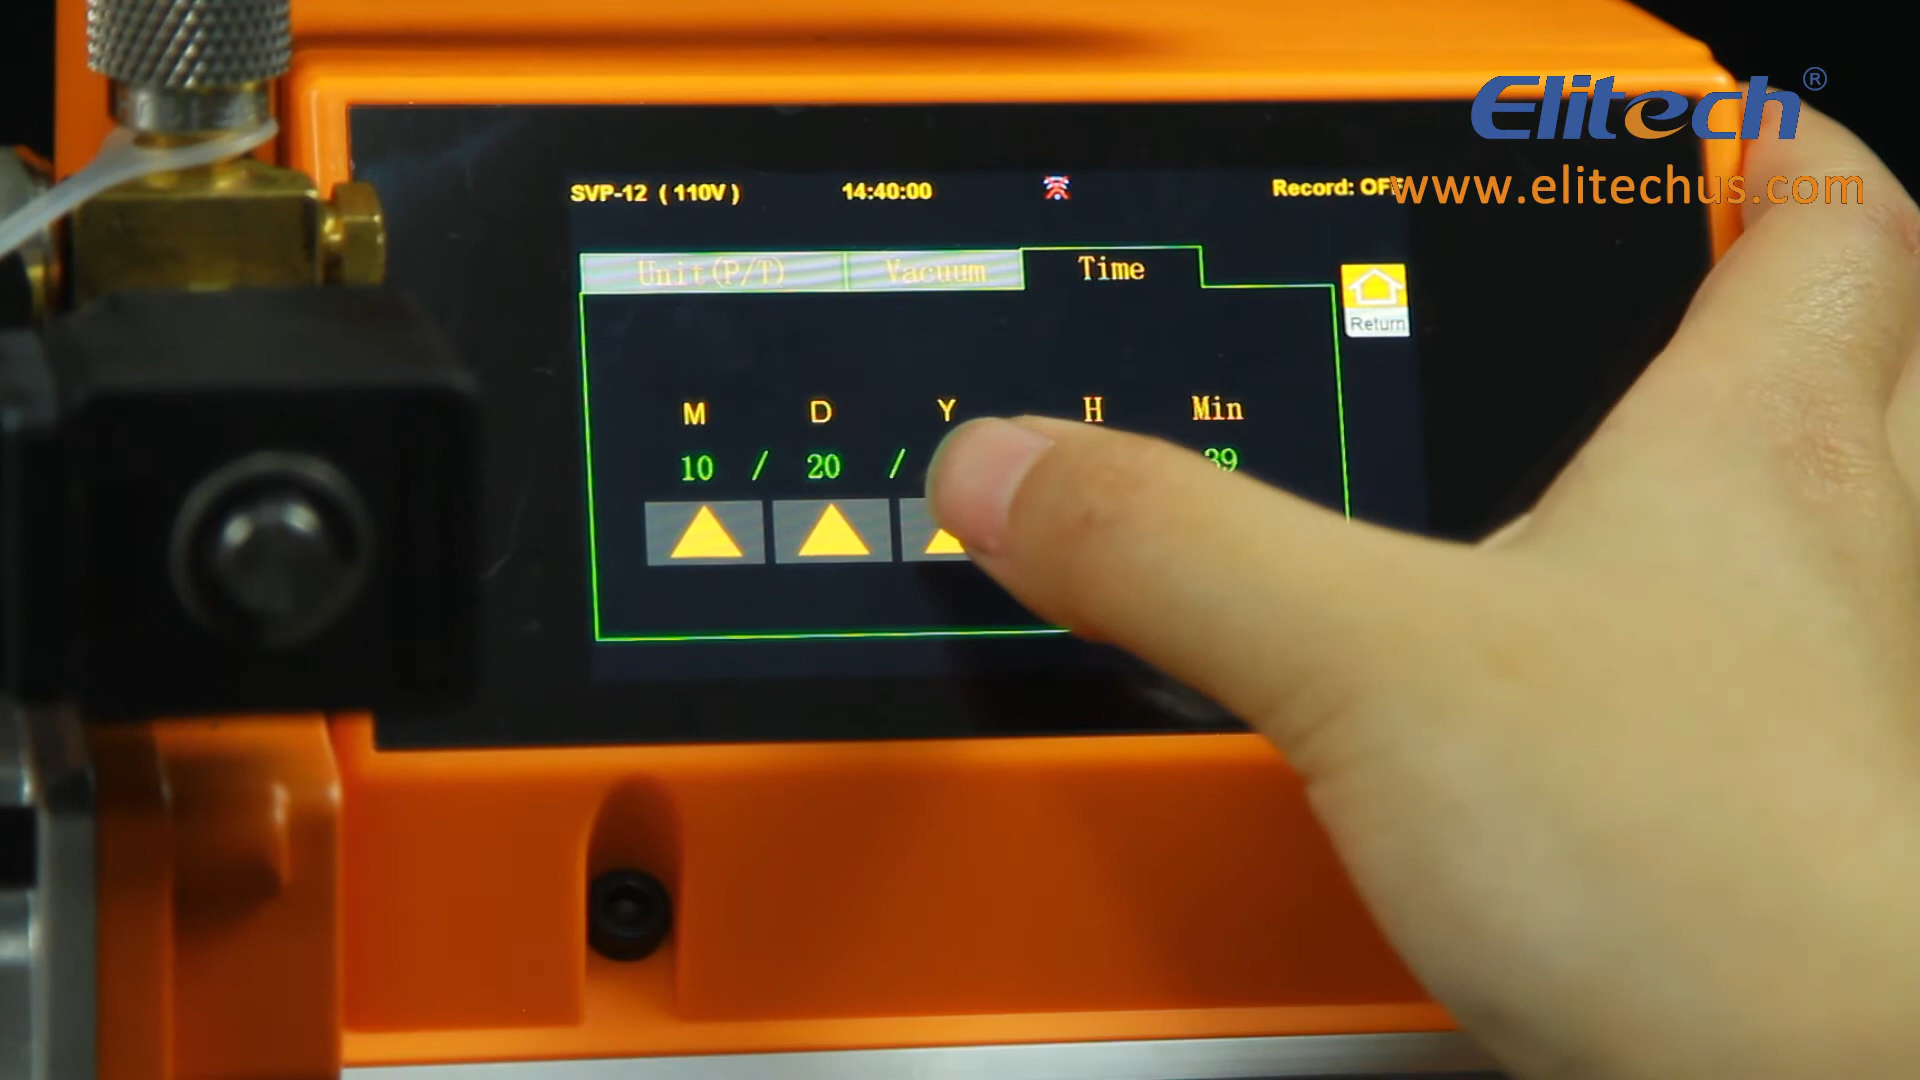 Elitech®
www.elitechus.com
SVP-12 ( 110V ) 14:40:00 Record: OFF
Unit(P/T) Vacuum Time
Return
M D Y H Min
10 / 20 / 39